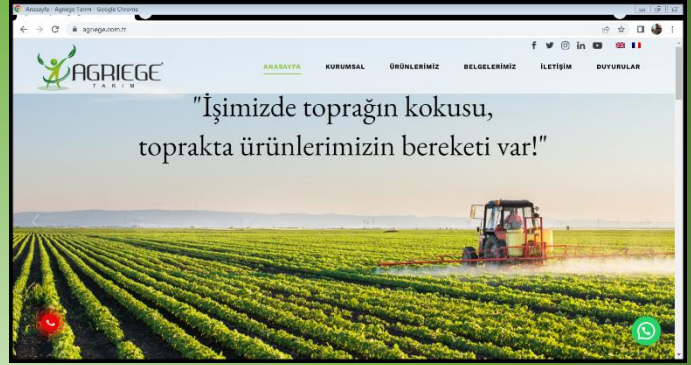 Anasayfa - Agriege Tarım - Google Chrome
agriege.com.tr
AGRIEGE
TARIM
ANASAYFA KURUMSAL ÜRÜNLERİMİZ BELGELERİMİZ İLETİŞİM DUYURULAR
"İşimizde toprağın kokusu,
toprakta ürünlerimizin bereketi var!"